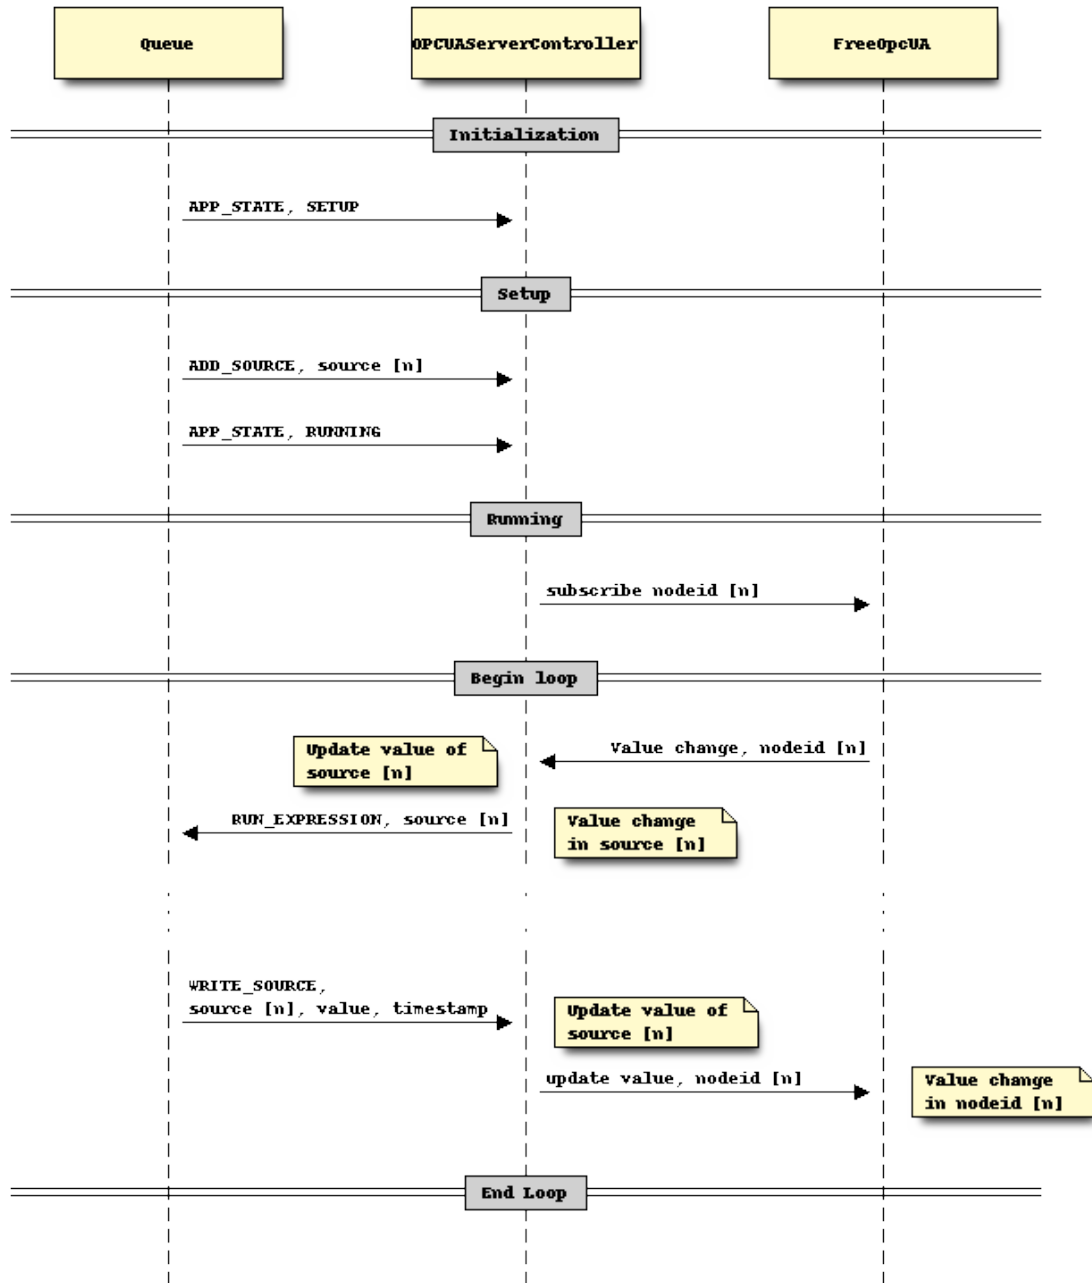 Queue
OPCUAServerController
FreeOpcUA
Initialization
APP_STATE, SETUP
Setup
ADD_SOURCE, source [n]
APP_STATE, RUNNING
Running
subscribe nodeid [n]
Begin loop
Update value of
source [n]
Value change, nodeid [n]
RUN_EXPRESSION, source [n]
Value change
in source [n]
WRITE_SOURCE,
source [n], value, timestamp
Update value of
source [n]
update value, nodeid [n]
Value change
in nodeid [n]
End Loop